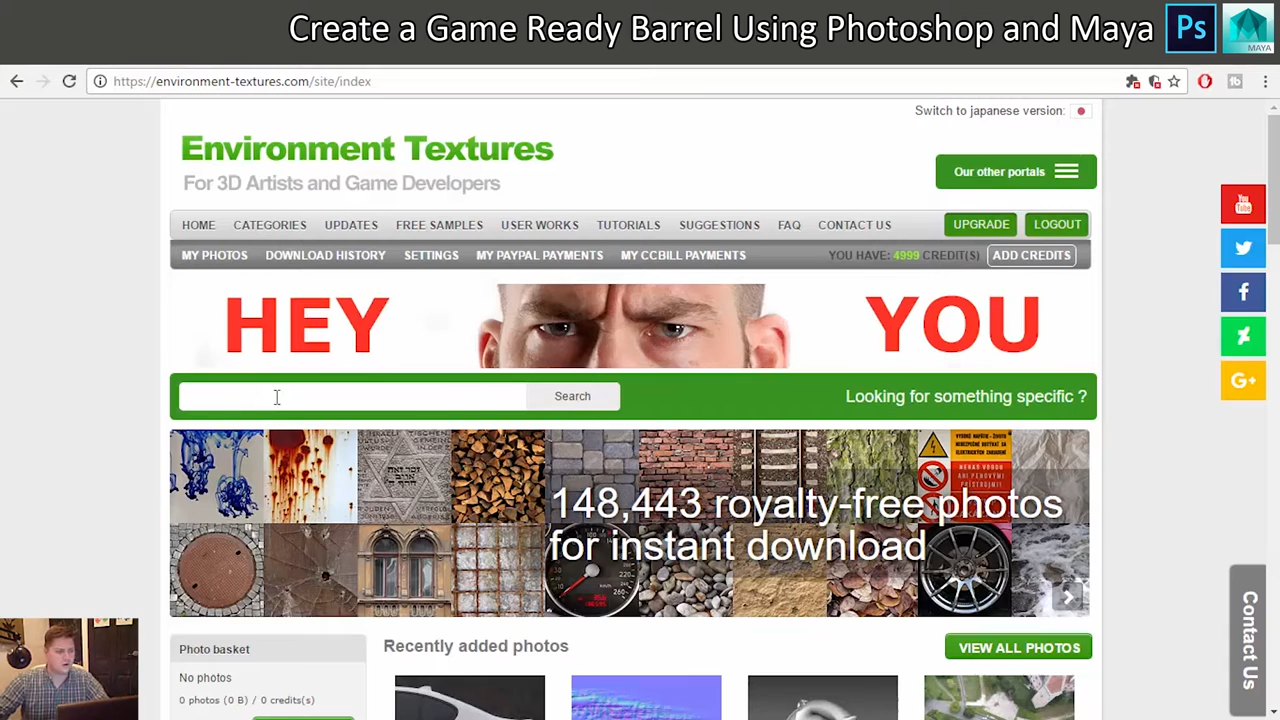 Create a Game Ready Barrel Using Photoshop and Maya
Ps
MAYA
https://environment-textures.com/site/index
Switch to japanese version:
Environment Textures
For 3D Artists and Game Developers
Our other portals
HOME CATEGORIES UPDATES FREE SAMPLES USER WORKS TUTORIALS SUGGESTIONS FAQ CONTACT US UPGRADE LOGOUT
MY PHOTOS DOWNLOAD HISTORY SETTINGS MY PAYPAL PAYMENTS MY CCBILL PAYMENTS YOU HAVE: 4999 CREDIT(S) ADD CREDITS
HEY YOU
Search
Looking for something specific ?
148,443 royalty-free photos
for instant download
Photo basket
No photos
0 photos (0 B) / 0 credits(s)
Recently added photos
VIEW ALL PHOTOS
You
Tube
G+
Contact Us